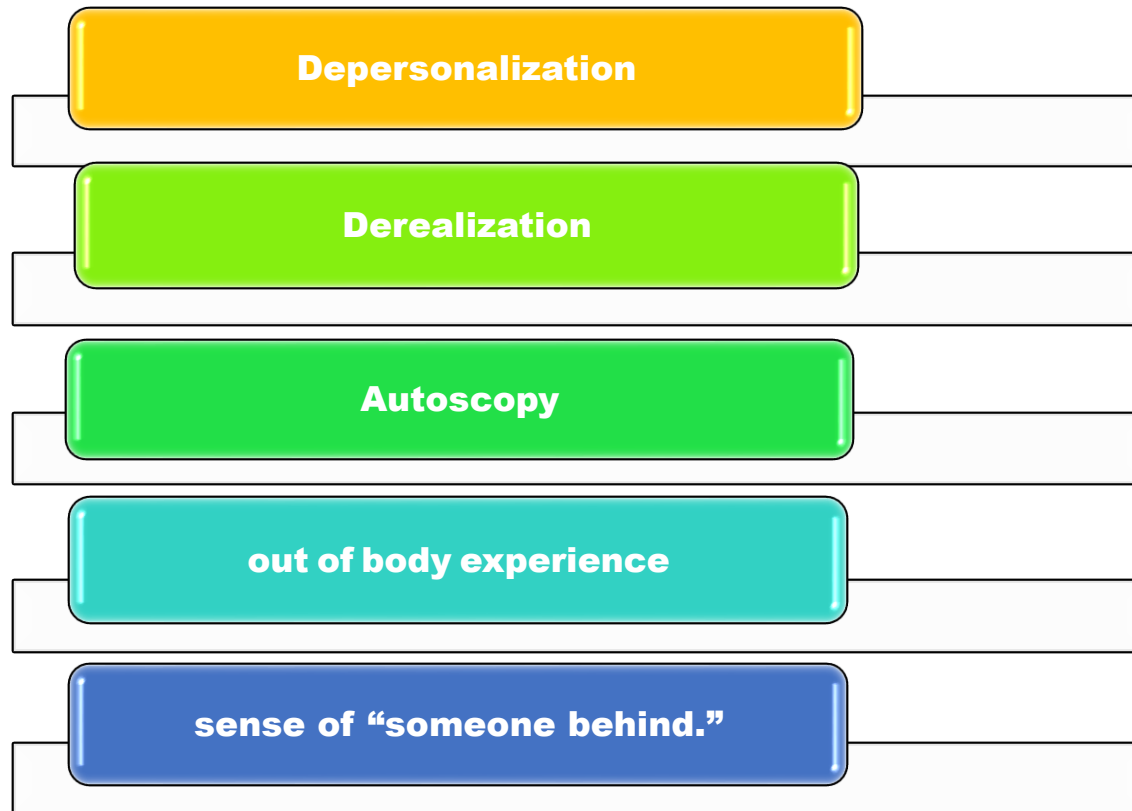 Depersonalization
Derealization
Autoscopy
out of body experience
sense of “someone behind.”